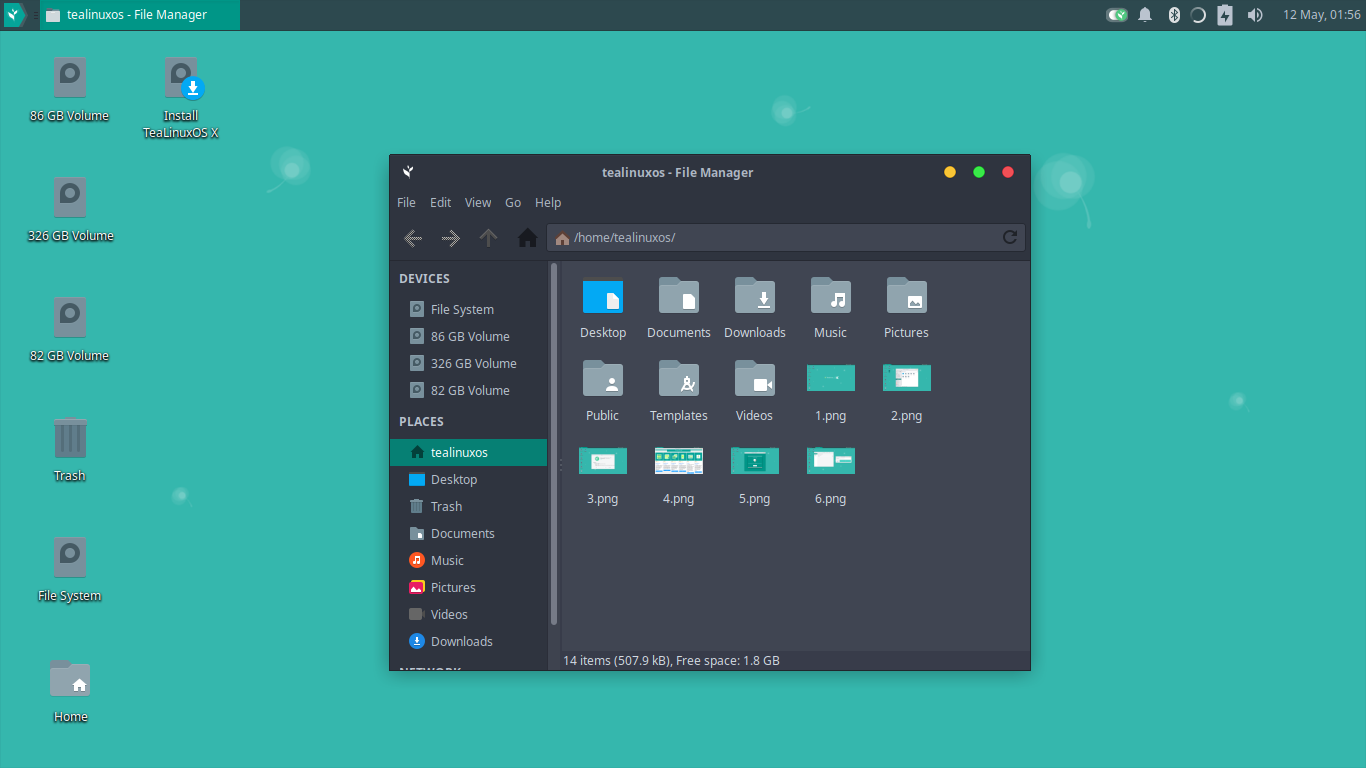 tealinuxos - File Manager
12 May, 01:56
86 GB Volume
Install
TeaLinuxOS X
326 GB Volume
82 GB Volume
Trash
File System
Home
tealinuxos - File Manager
File Edit View Go Help
/home/tealinuxos/
DEVICES
File System
86 GB Volume
326 GB Volume
82 GB Volume
PLACES
tealinuxos
Desktop
Trash
Documents
Music
Pictures
Videos
Downloads
NETWORK
Desktop Documents Downloads Music Pictures
Public Templates Videos 1.png 2.png
3.png 4.png 5.png 6.png
14 items (507.9 kB), Free space: 1.8 GB